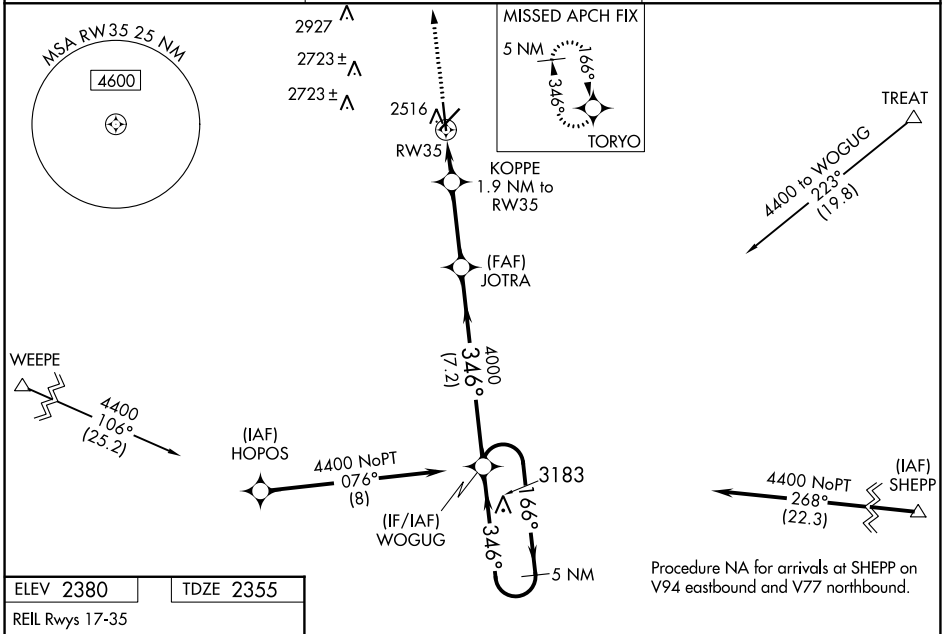 MSA RW35 25 NM
4600
2927
2723±
2723±
2516
RW35
MISSED APCH FIX
5 NM
166°
346°
TORYO
TREAT
4400 to WOGUG
223°
(19.8)
KOPPE
1.9 NM to
RW35
(FAF)
JOTRA
4000
346°
(7.2)
WEEPE
4400
106°
(25.2)
(IAF)
HOPOS
4400 NoPT
076°
(8)
(IF/IAF)
WOGUG
3183
166°
346°
5 NM
(IAF)
SHEPP
4400 NoPT
268°
(22.3)
Procedure NA for arrivals at SHEPP on
V94 eastbound and V77 northbound.
ELEV 2380
TDZE 2355
REIL Rwys 17-35